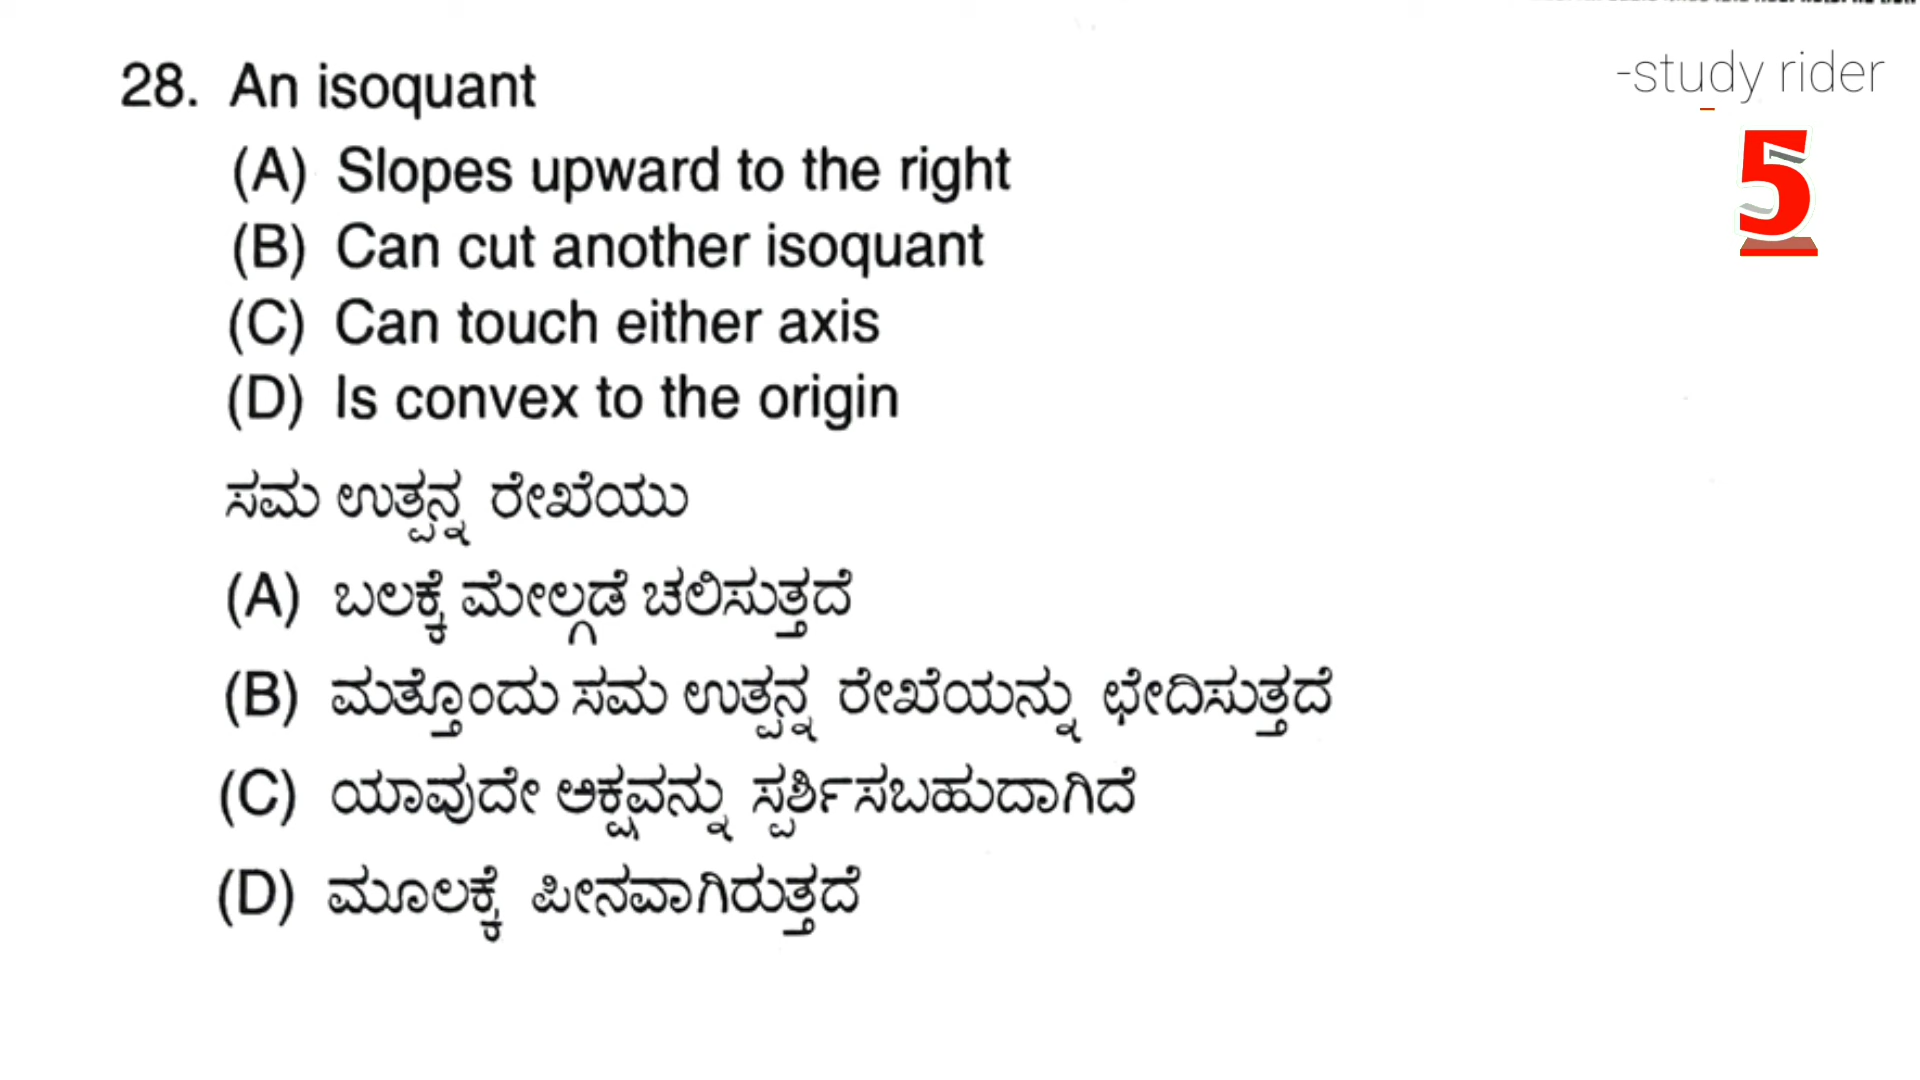 -study rider
5
28. An isoquant
(A) Slopes upward to the right
(B) Can cut another isoquant
(C) Can touch either axis
(D) Is convex to the origin
ಸಮ ಉತ್ಪನ್ನ ರೇಖೆಯು
(A) ಬಲಕ್ಕೆ ಮೇಲ್ಗಡೆ ಚಲಿಸುತ್ತದೆ
(B) ಮತ್ತೊಂದು ಸಮ ಉತ್ಪನ್ನ ರೇಖೆಯನ್ನು ಛೇದಿಸುತ್ತದೆ
(C) ಯಾವುದೇ ಅಕ್ಷವನ್ನು ಸ್ಪರ್ಶಿಸಬಹುದಾಗಿದೆ
(D) ಮೂಲಕ್ಕೆ ಪೀನವಾಗಿರುತ್ತದೆ